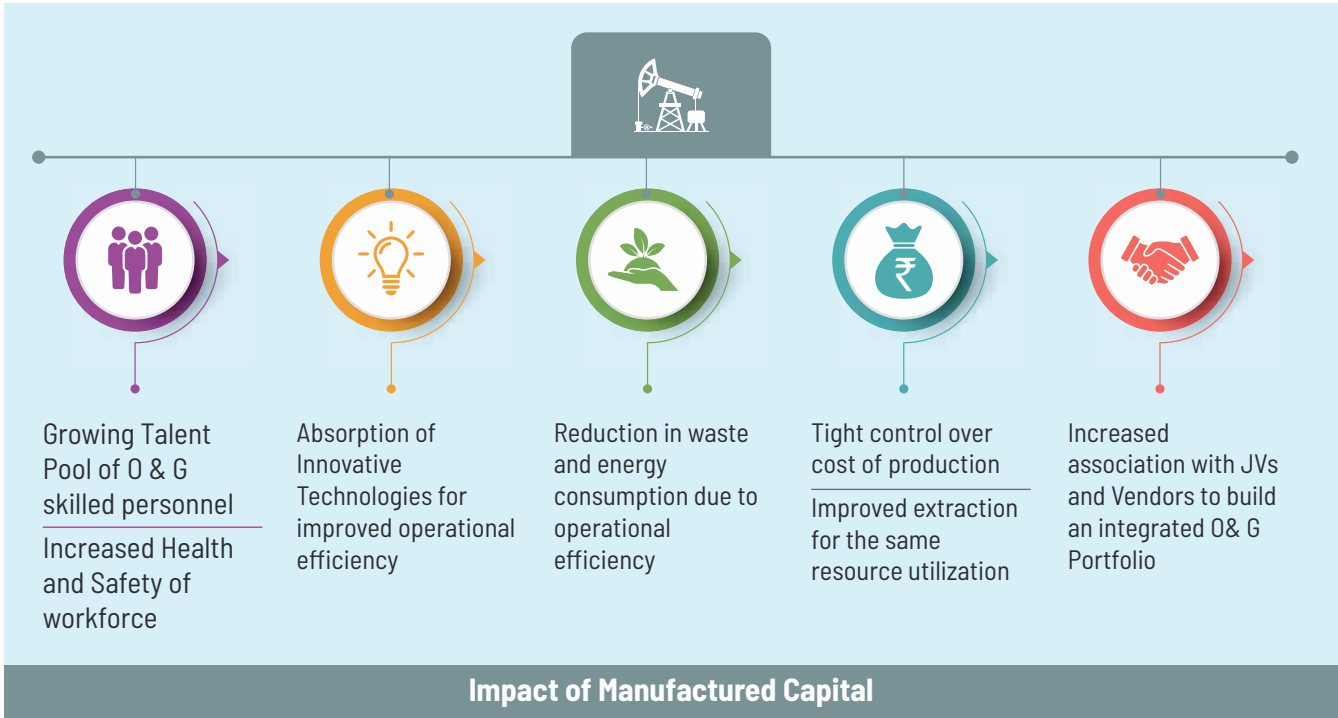 ₹
Growing Talent
Pool of O & G
skilled personnel
Increased Health
and Safety of
workforce
Absorption of
Innovative
Technologies for
improved operational
efficiency
Reduction in waste
and energy
consumption due to
operational
efficiency
Tight control over
cost of production
Improved extraction
for the same
resource utilization
Increased
association with JVs
and Vendors to build
an integrated O& G
Portfolio
Impact of Manufactured Capital